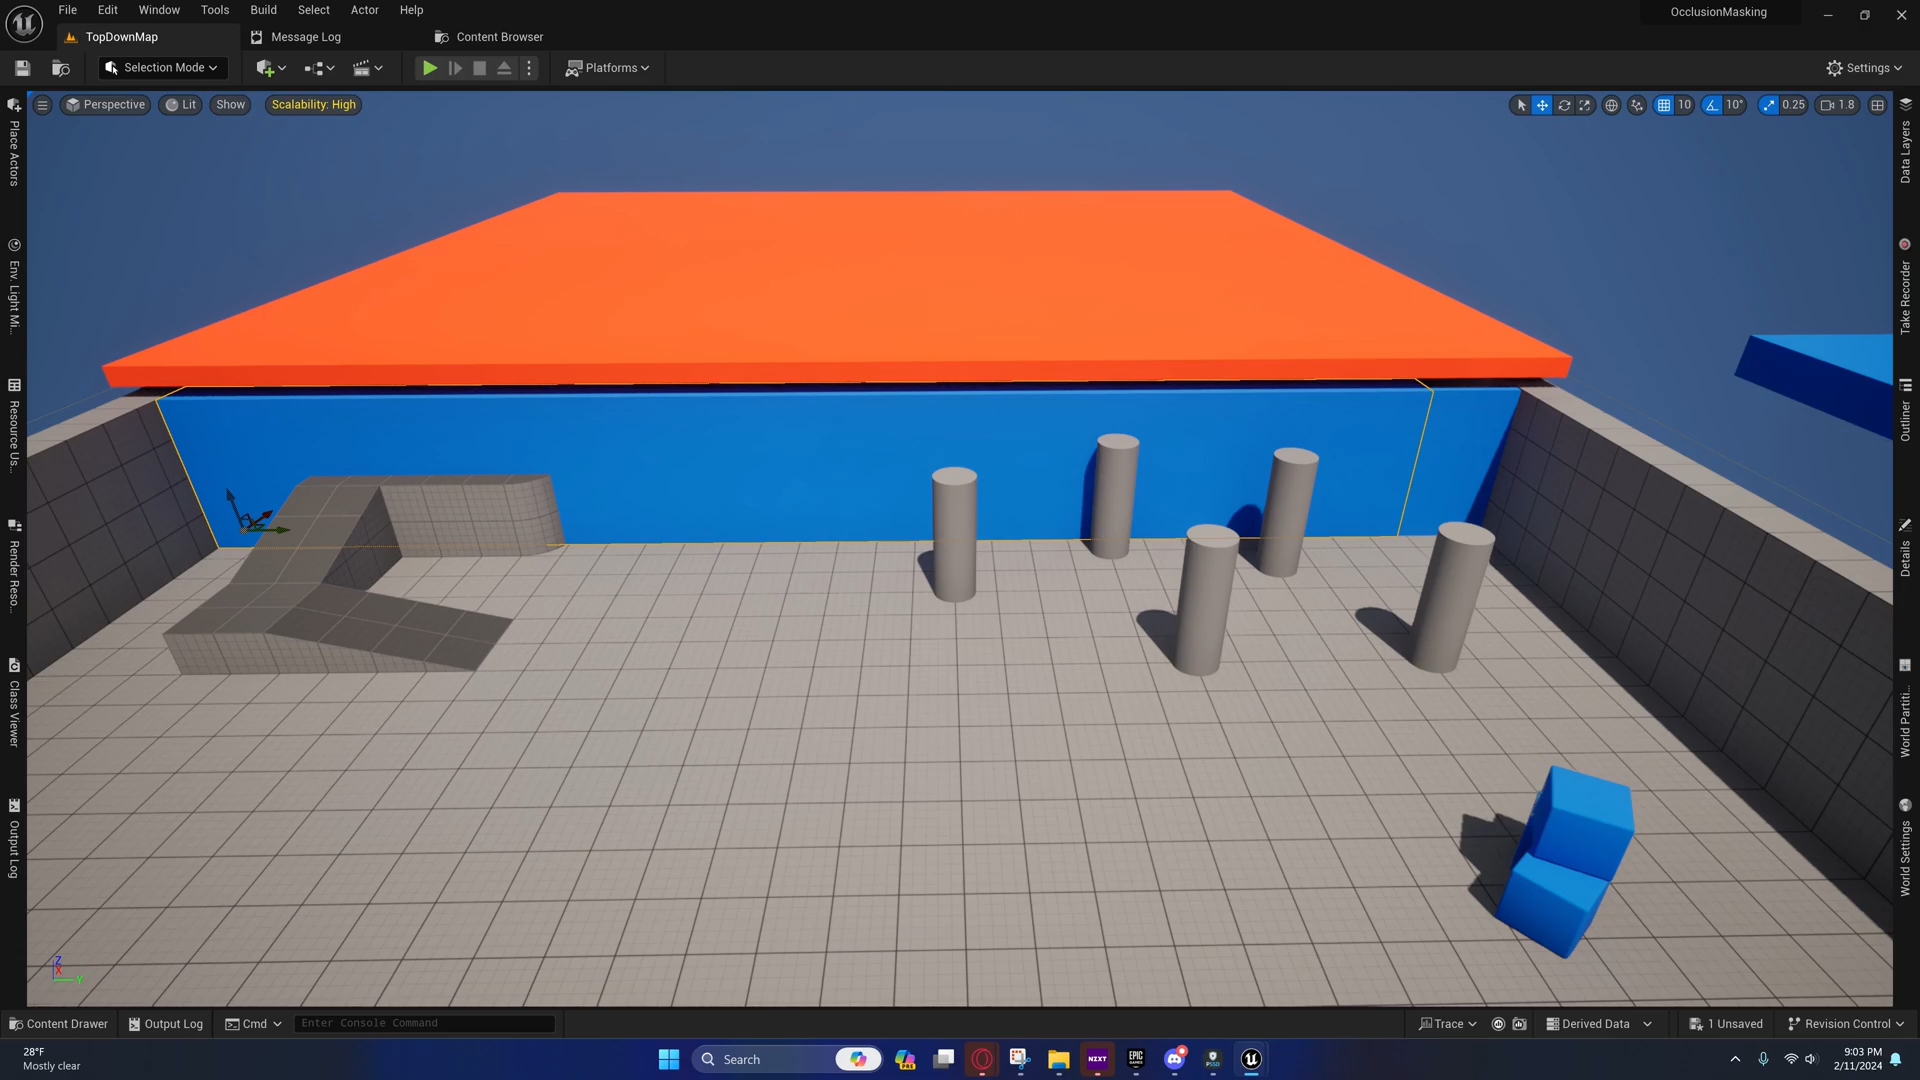 File Edit Window Tools Build Select Actor Help
OcclusionMasking
TopDownMap
Message Log
Content Browser
Selection Mode
Platforms
Settings
Perspective
Lit
Show
Scalability: High
10
10°
0.25
1.8
Place Actors
Env. Light Mi...
Resource Us...
Render Reso...
Class Viewer
Output Log
Data Layers
Take Recorder
Outliner
Details
World Partiti...
World Settings
Z
X
Y
Content Drawer
Output Log
Cmd
Enter Console Command
Trace
Derived Data
1 Unsaved
Revision Control
28°F
Mostly clear
Search
PRE
NZXT
EPIC
GAMES
9:03 PM
2/11/2024